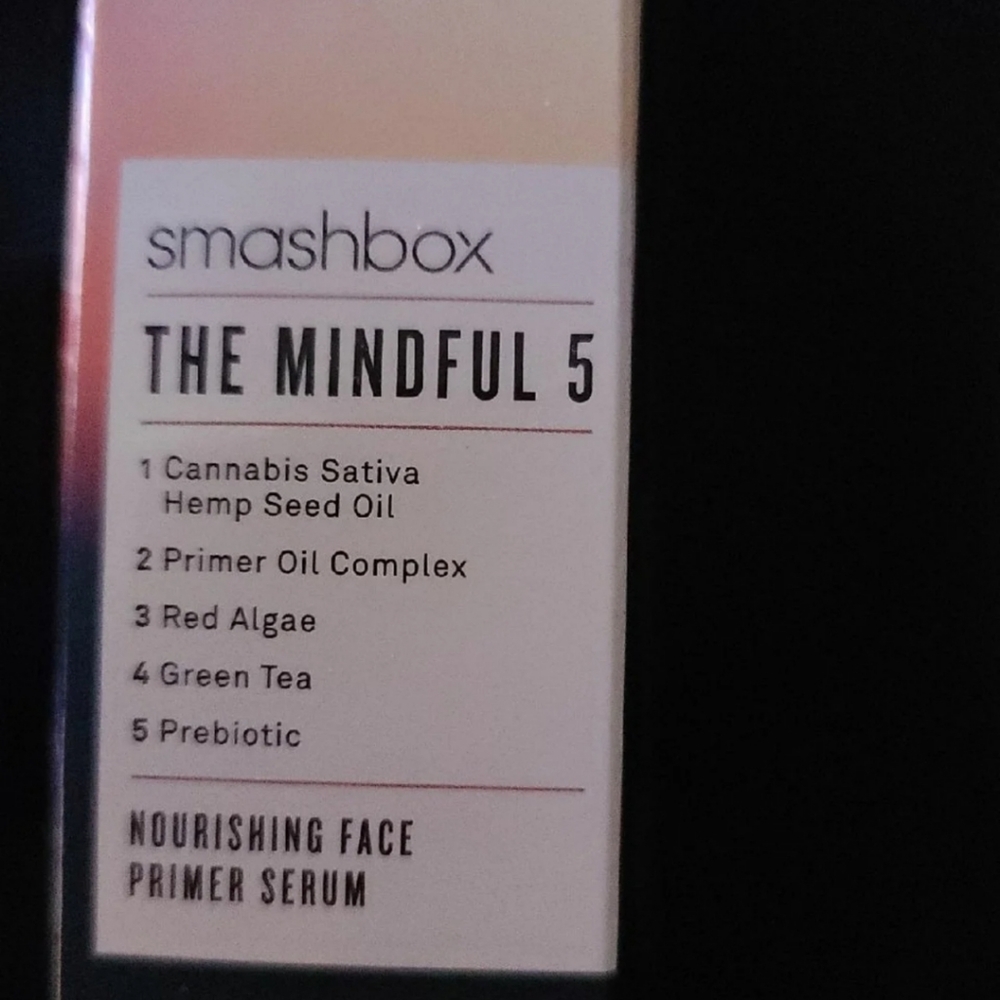 smashbox
THE MINDFUL 5
1 Cannabis Sativa
Hemp Seed Oil
2 Primer Oil Complex
3 Red Algae
4 Green Tea
5 Prebiotic
NOURISHING FACE
PRIMER SERUM